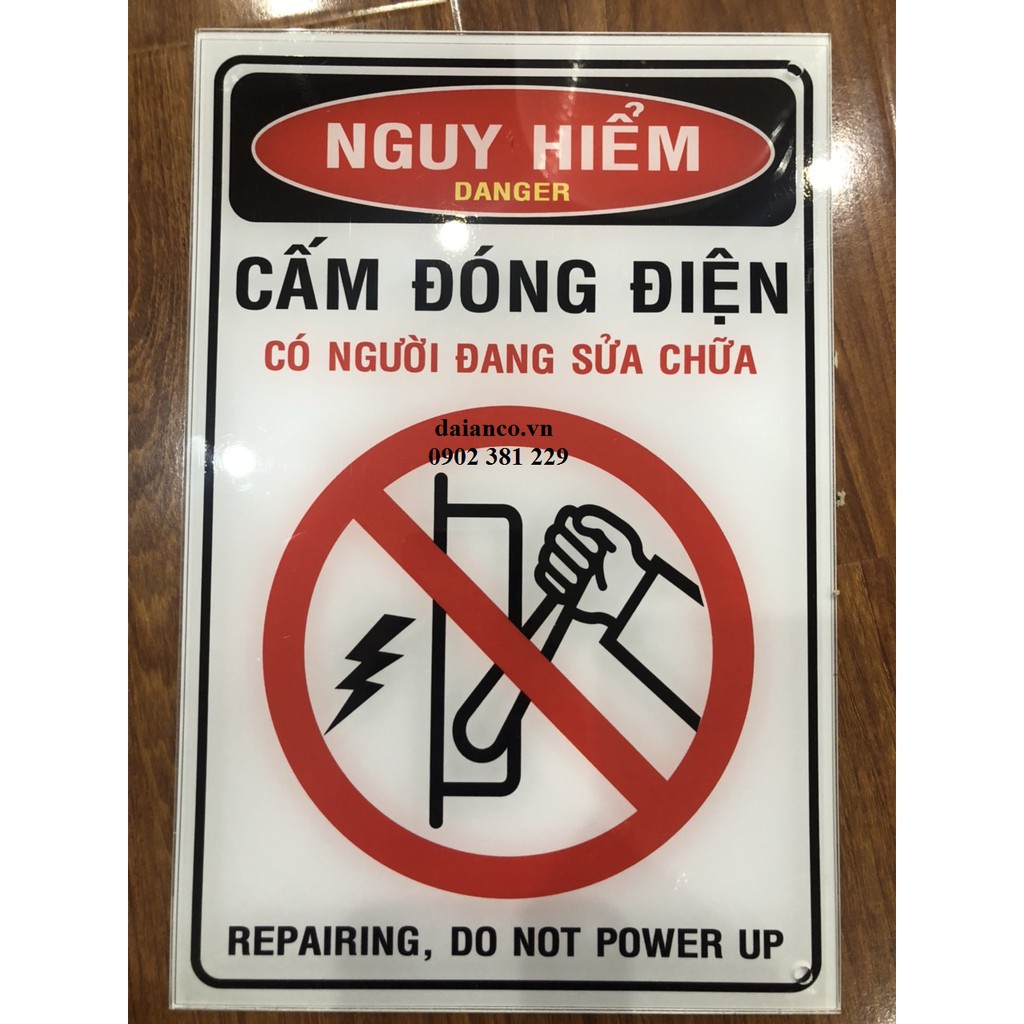 NGUY HIỂM
DANGER
CẤM ĐÓNG ĐIỆN
CÓ NGƯỜI ĐANG SỬA CHỮA
daianco.vn
0902 381 229
REPAIRING, DO NOT POWER UP